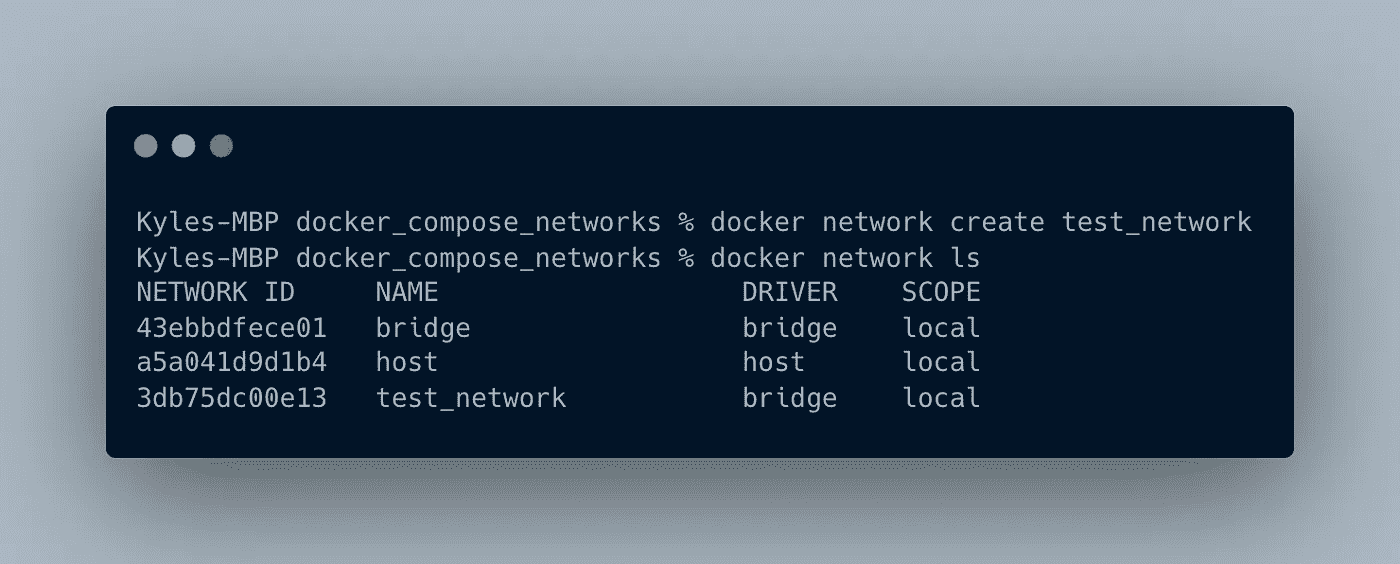 Kyles-MBP docker_compose_networks % docker network create test_network
Kyles-MBP docker_compose_networks % docker network ls
NETWORK ID     NAME                   DRIVER    SCOPE
43ebbdfece01   bridge                 bridge    local
a5a041d9d1b4   host                   host      local
3db75dc00e13   test_network           bridge    local